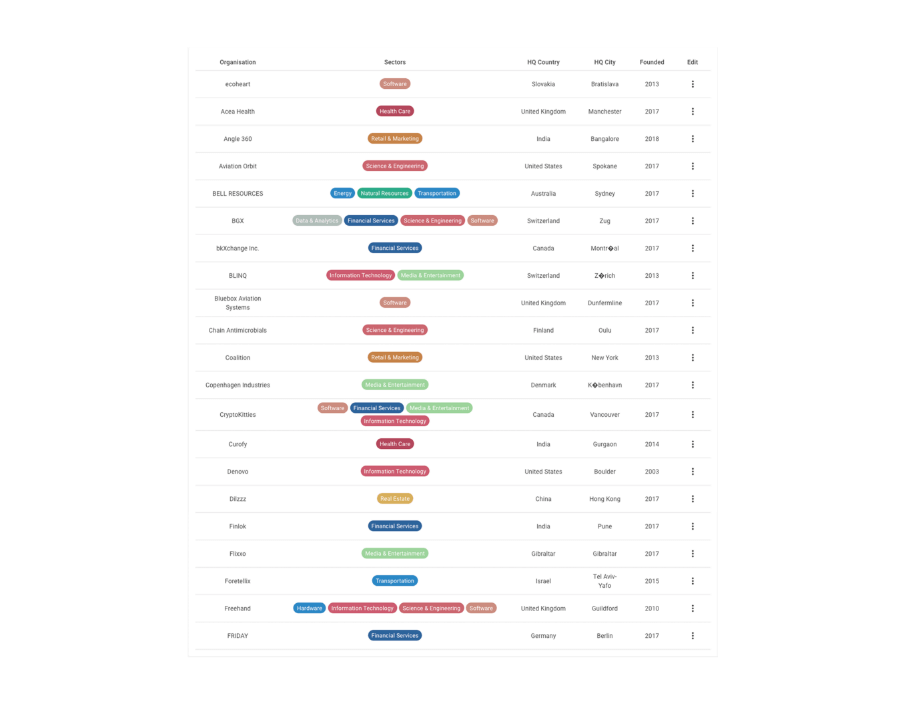 Organisation Sectors HQ Country HQ City Founded Edit
ecoheart Software Slovakia Bratislava 2013
Acea Health Health Care United Kingdom Manchester 2017
Angle 360 Retail & Marketing India Bangalore 2018
Aviation Orbit Science & Engineering United States Spokane 2017
BELL RESOURCES Energy Natural Resources Transportation Australia Sydney 2017
BGX Data & Analytics Financial Services Science & Engineering Software Switzerland Zug 2017
bkXchange Inc. Financial Services Canada Montr�al 2017
BLINQ Information Technology Media & Entertainment Switzerland Z�rich 2013
Bluebox Aviation
Systems Software United Kingdom Dunfermline 2017
Chain Antimicrobials Science & Engineering Finland Oulu 2017
Coalition Retail & Marketing United States New York 2013
Copenhagen Industries Media & Entertainment Denmark K�benhavn 2017
CryptoKitties Software Financial Services Media & Entertainment
Information Technology Canada Vancouver 2017
Curofy Health Care India Gurgaon 2014
Denovo Information Technology United States Boulder 2003
Diizzz Real Estate China Hong Kong 2017
Finlok Financial Services India Pune 2017
Flixxo Media & Entertainment Gibraltar Gibraltar 2017
Foretellix Transportation Israel Tel Aviv-
Yafo 2015
Freehand Hardware Information Technology Science & Engineering Software United Kingdom Guildford 2010
FRIDAY Financial Services Germany Berlin 2017